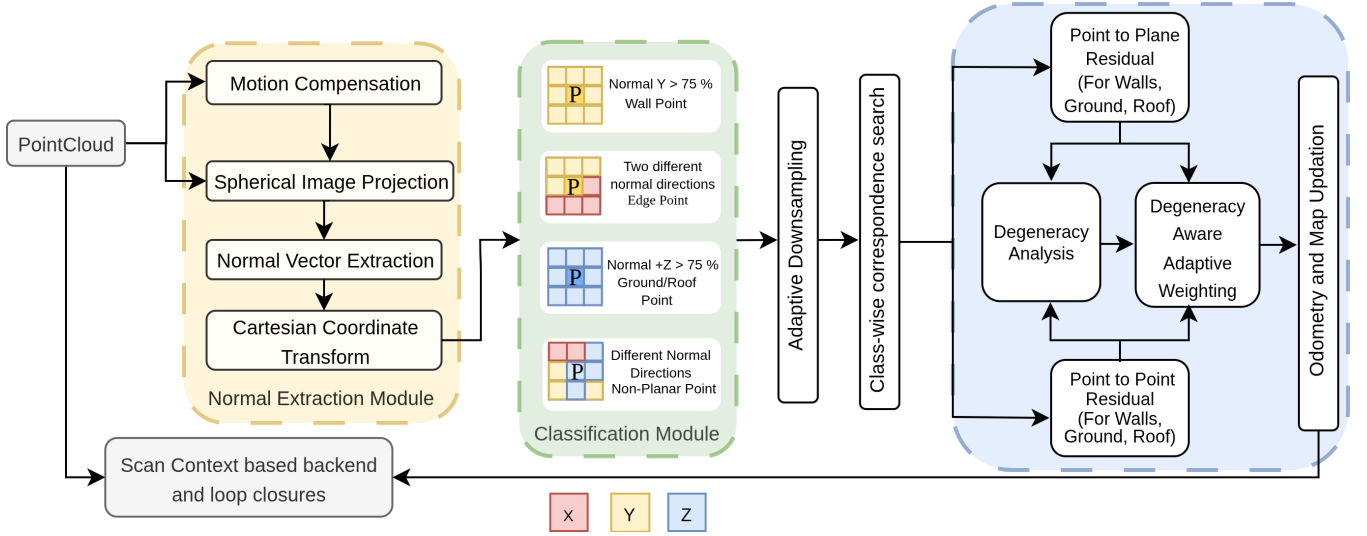 PointCloud
Motion Compensation
Spherical Image Projection
Normal Vector Extraction
Cartesian Coordinate
Transform
Normal Extraction Module
P
Normal Y > 75 %
Wall Point
P
Two different
normal directions
Edge Point
P
Normal +Z > 75 %
Ground/Roof
Point
P
Different Normal
Directions
Non-Planar Point
Classification Module
Adaptive Downsampling
Class-wise correspondence search
Point to Plane
Residual
(For Walls,
Ground, Roof)
Degeneracy
Analysis
Degeneracy
Aware
Adaptive
Weighting
Point to Point
Residual
(For Walls,
Ground, Roof)
Odometry and Map Updation
Scan Context based backend
and loop closures
X
Y
Z